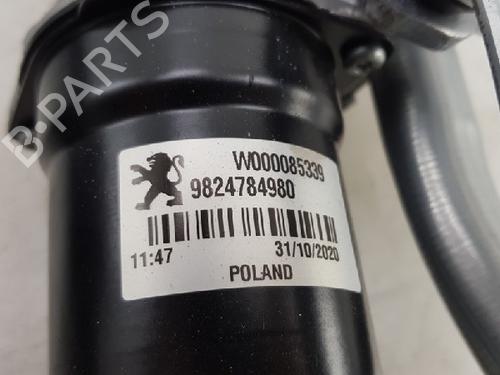 B-PARTS
W000085339
9824784980
11:47 31/10/2020
POLAND